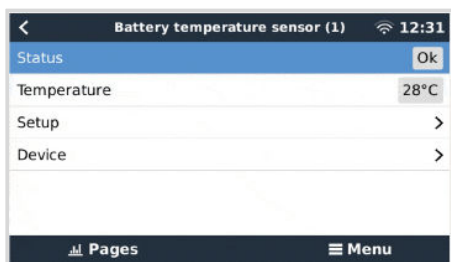 Battery temperature sensor (1) 12:31
Status Ok
Temperature 28°C
Setup
Device
Pages Menu